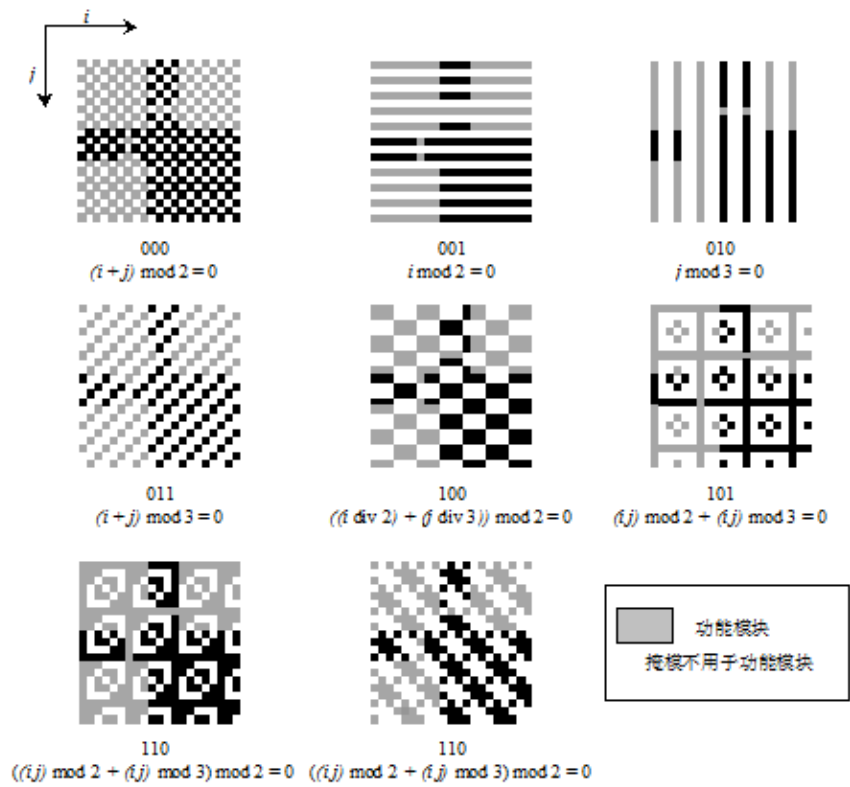 i
j
000
(i + j) mod 2 = 0
001
i mod 2 = 0
010
j mod 3 = 0
011
(i + j) mod 3 = 0
100
((i div 2) + (j div 3)) mod 2 = 0
101
(i j) mod 2 + (i j) mod 3 = 0
110
((i j) mod 2 + (i j) mod 3) mod 2 = 0
110
((i j) mod 2 + (i j) mod 3) mod 2 = 0
功能模块
掩模不用于功能模块